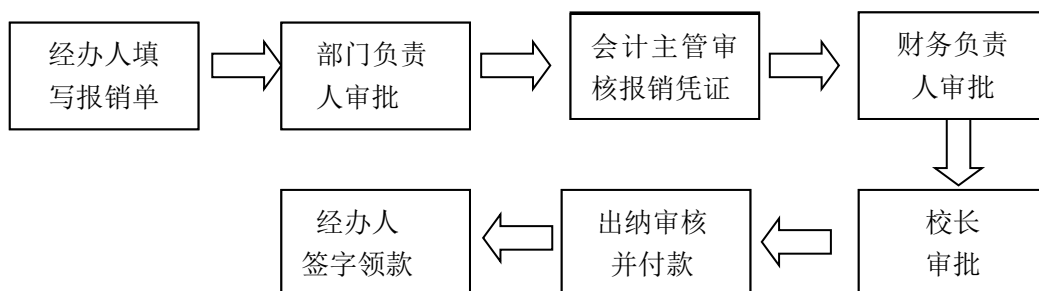 经办人填
写报销单
部门负责
人审批
会计主管审
核报销凭证
财务负责
人审批
校长
审批
出纳审核
并付款
经办人
签字领款